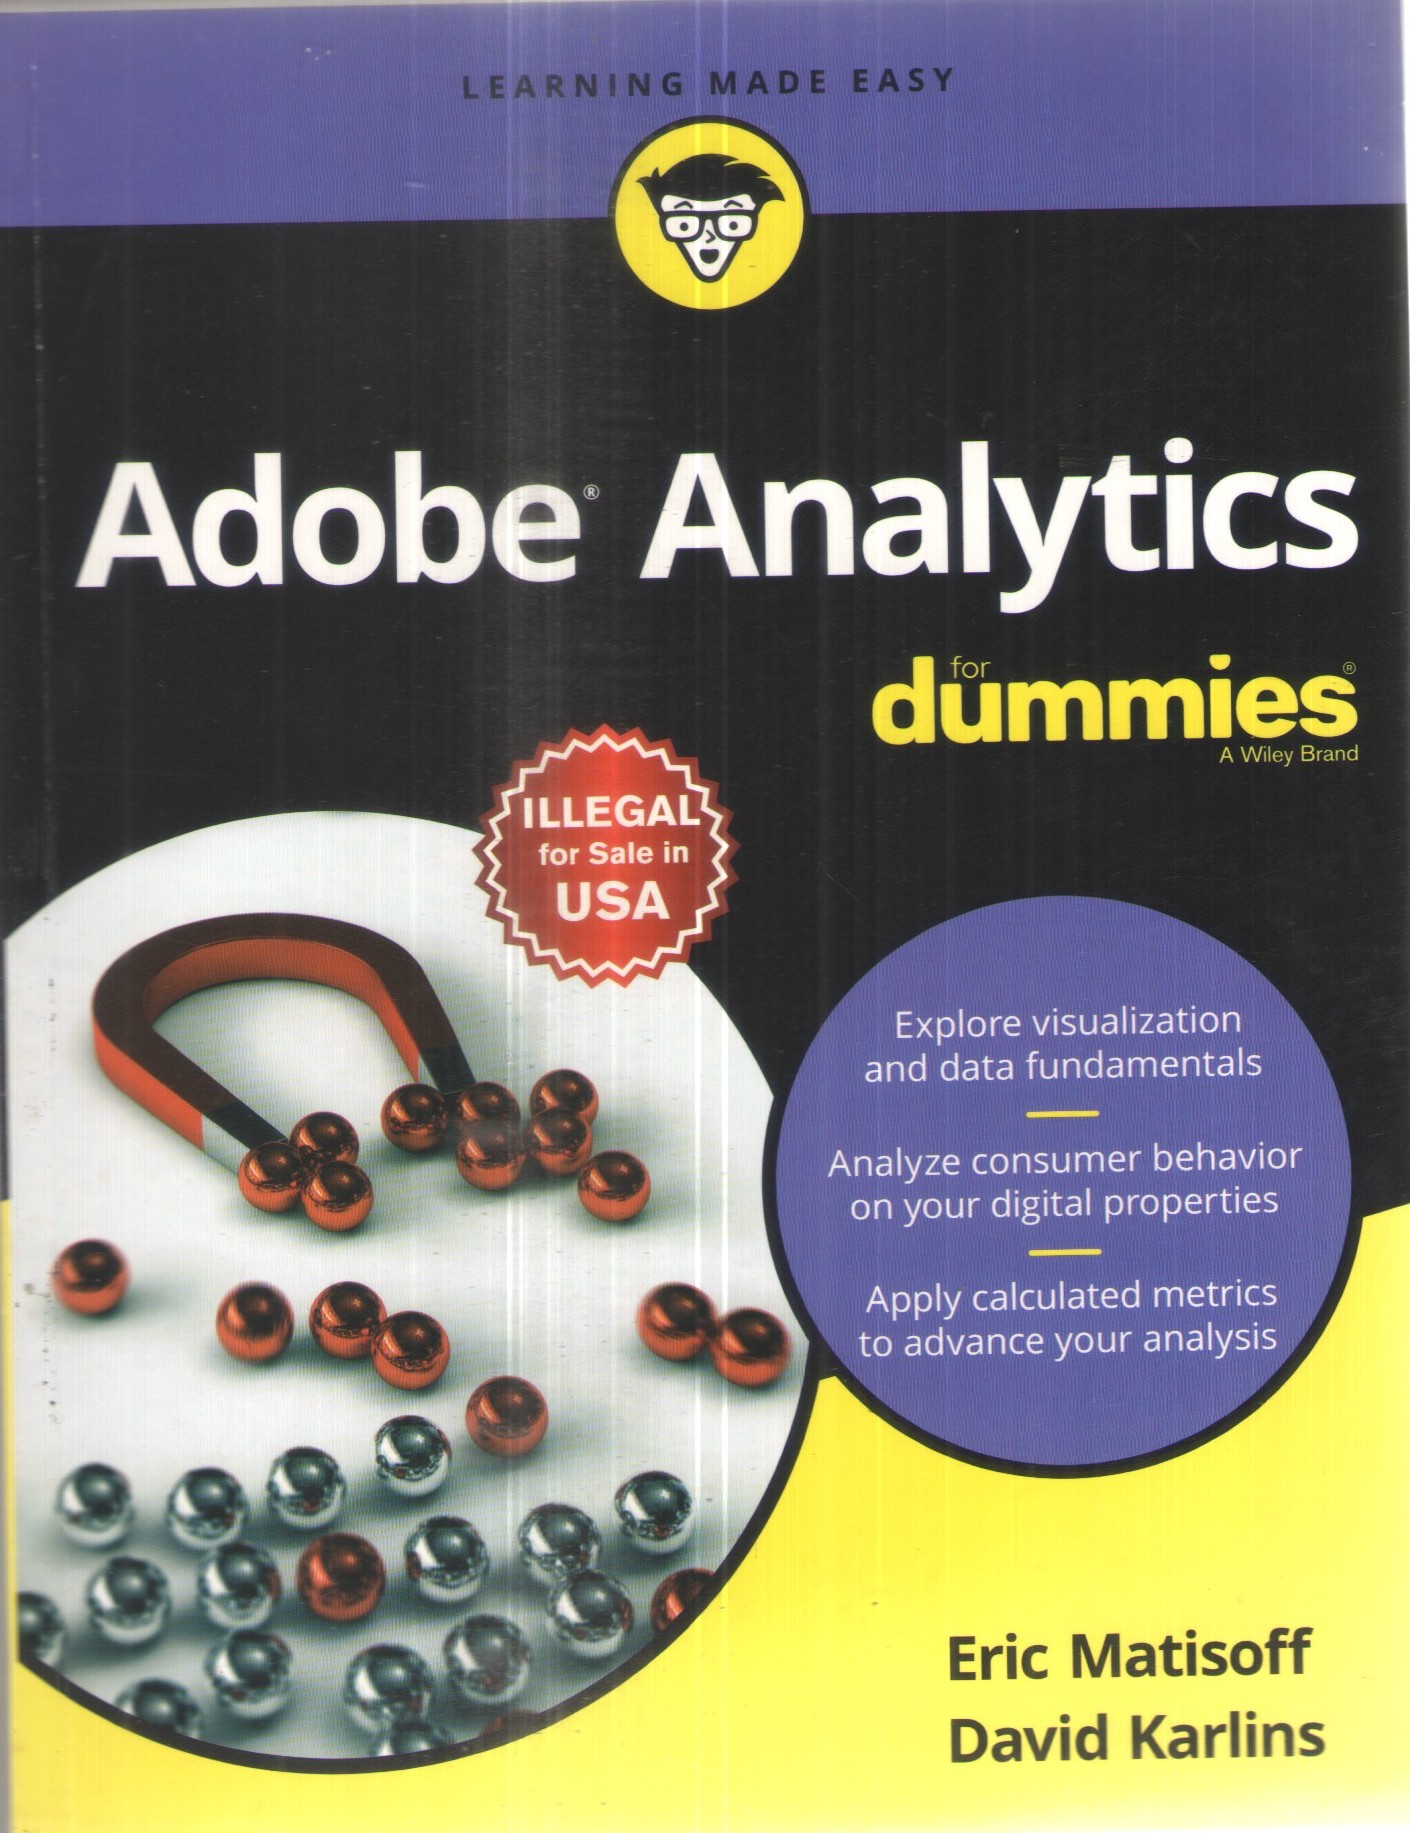 LEARNING MADE EASY
Adobe® Analytics
for
dummies®
A Wiley Brand
ILLEGAL
for Sale in
USA
Explore visualization
and data fundamentals
Analyze consumer behavior
on your digital properties
Apply calculated metrics
to advance your analysis
Eric Matisoff
David Karlins